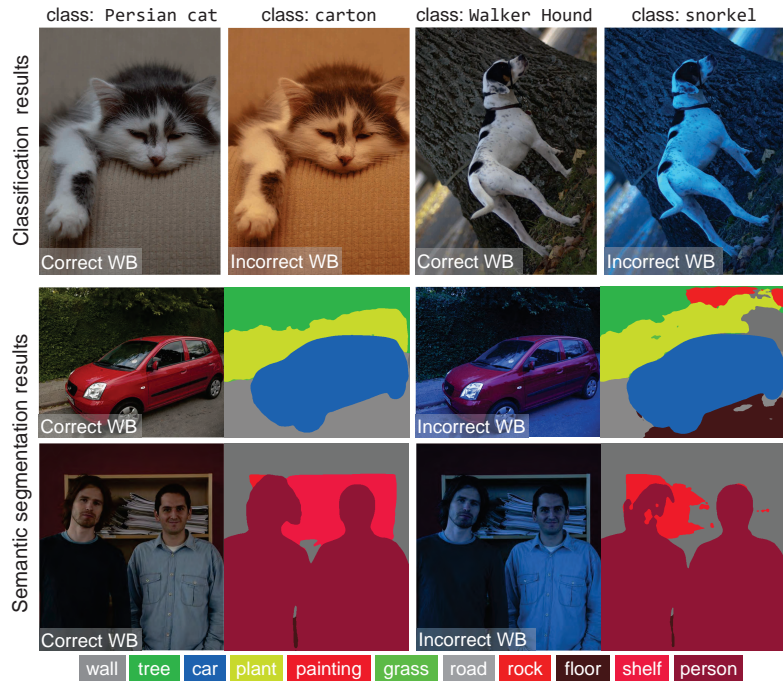 class: Persian cat
class: carton
class: Walker Hound
class: snorkel
Classification results
Correct WB
Incorrect WB
Correct WB
Incorrect WB
Semantic segmentation results
Correct WB
Incorrect WB
Correct WB
Incorrect WB
wall tree car plant painting grass road rock floor shelf person